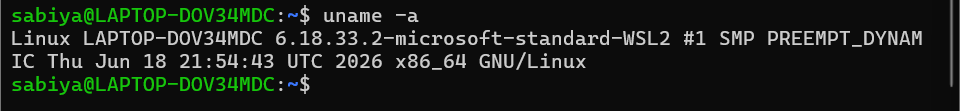 sabiya@LAPTOP-DOV34MDC:~$ uname -a
Linux LAPTOP-DOV34MDC 6.18.33.2-microsoft-standard-WSL2 #1 SMP PREEMPT_DYNAM
IC Thu Jun 18 21:54:43 UTC 2026 x86_64 GNU/Linux
sabiya@LAPTOP-DOV34MDC:~$